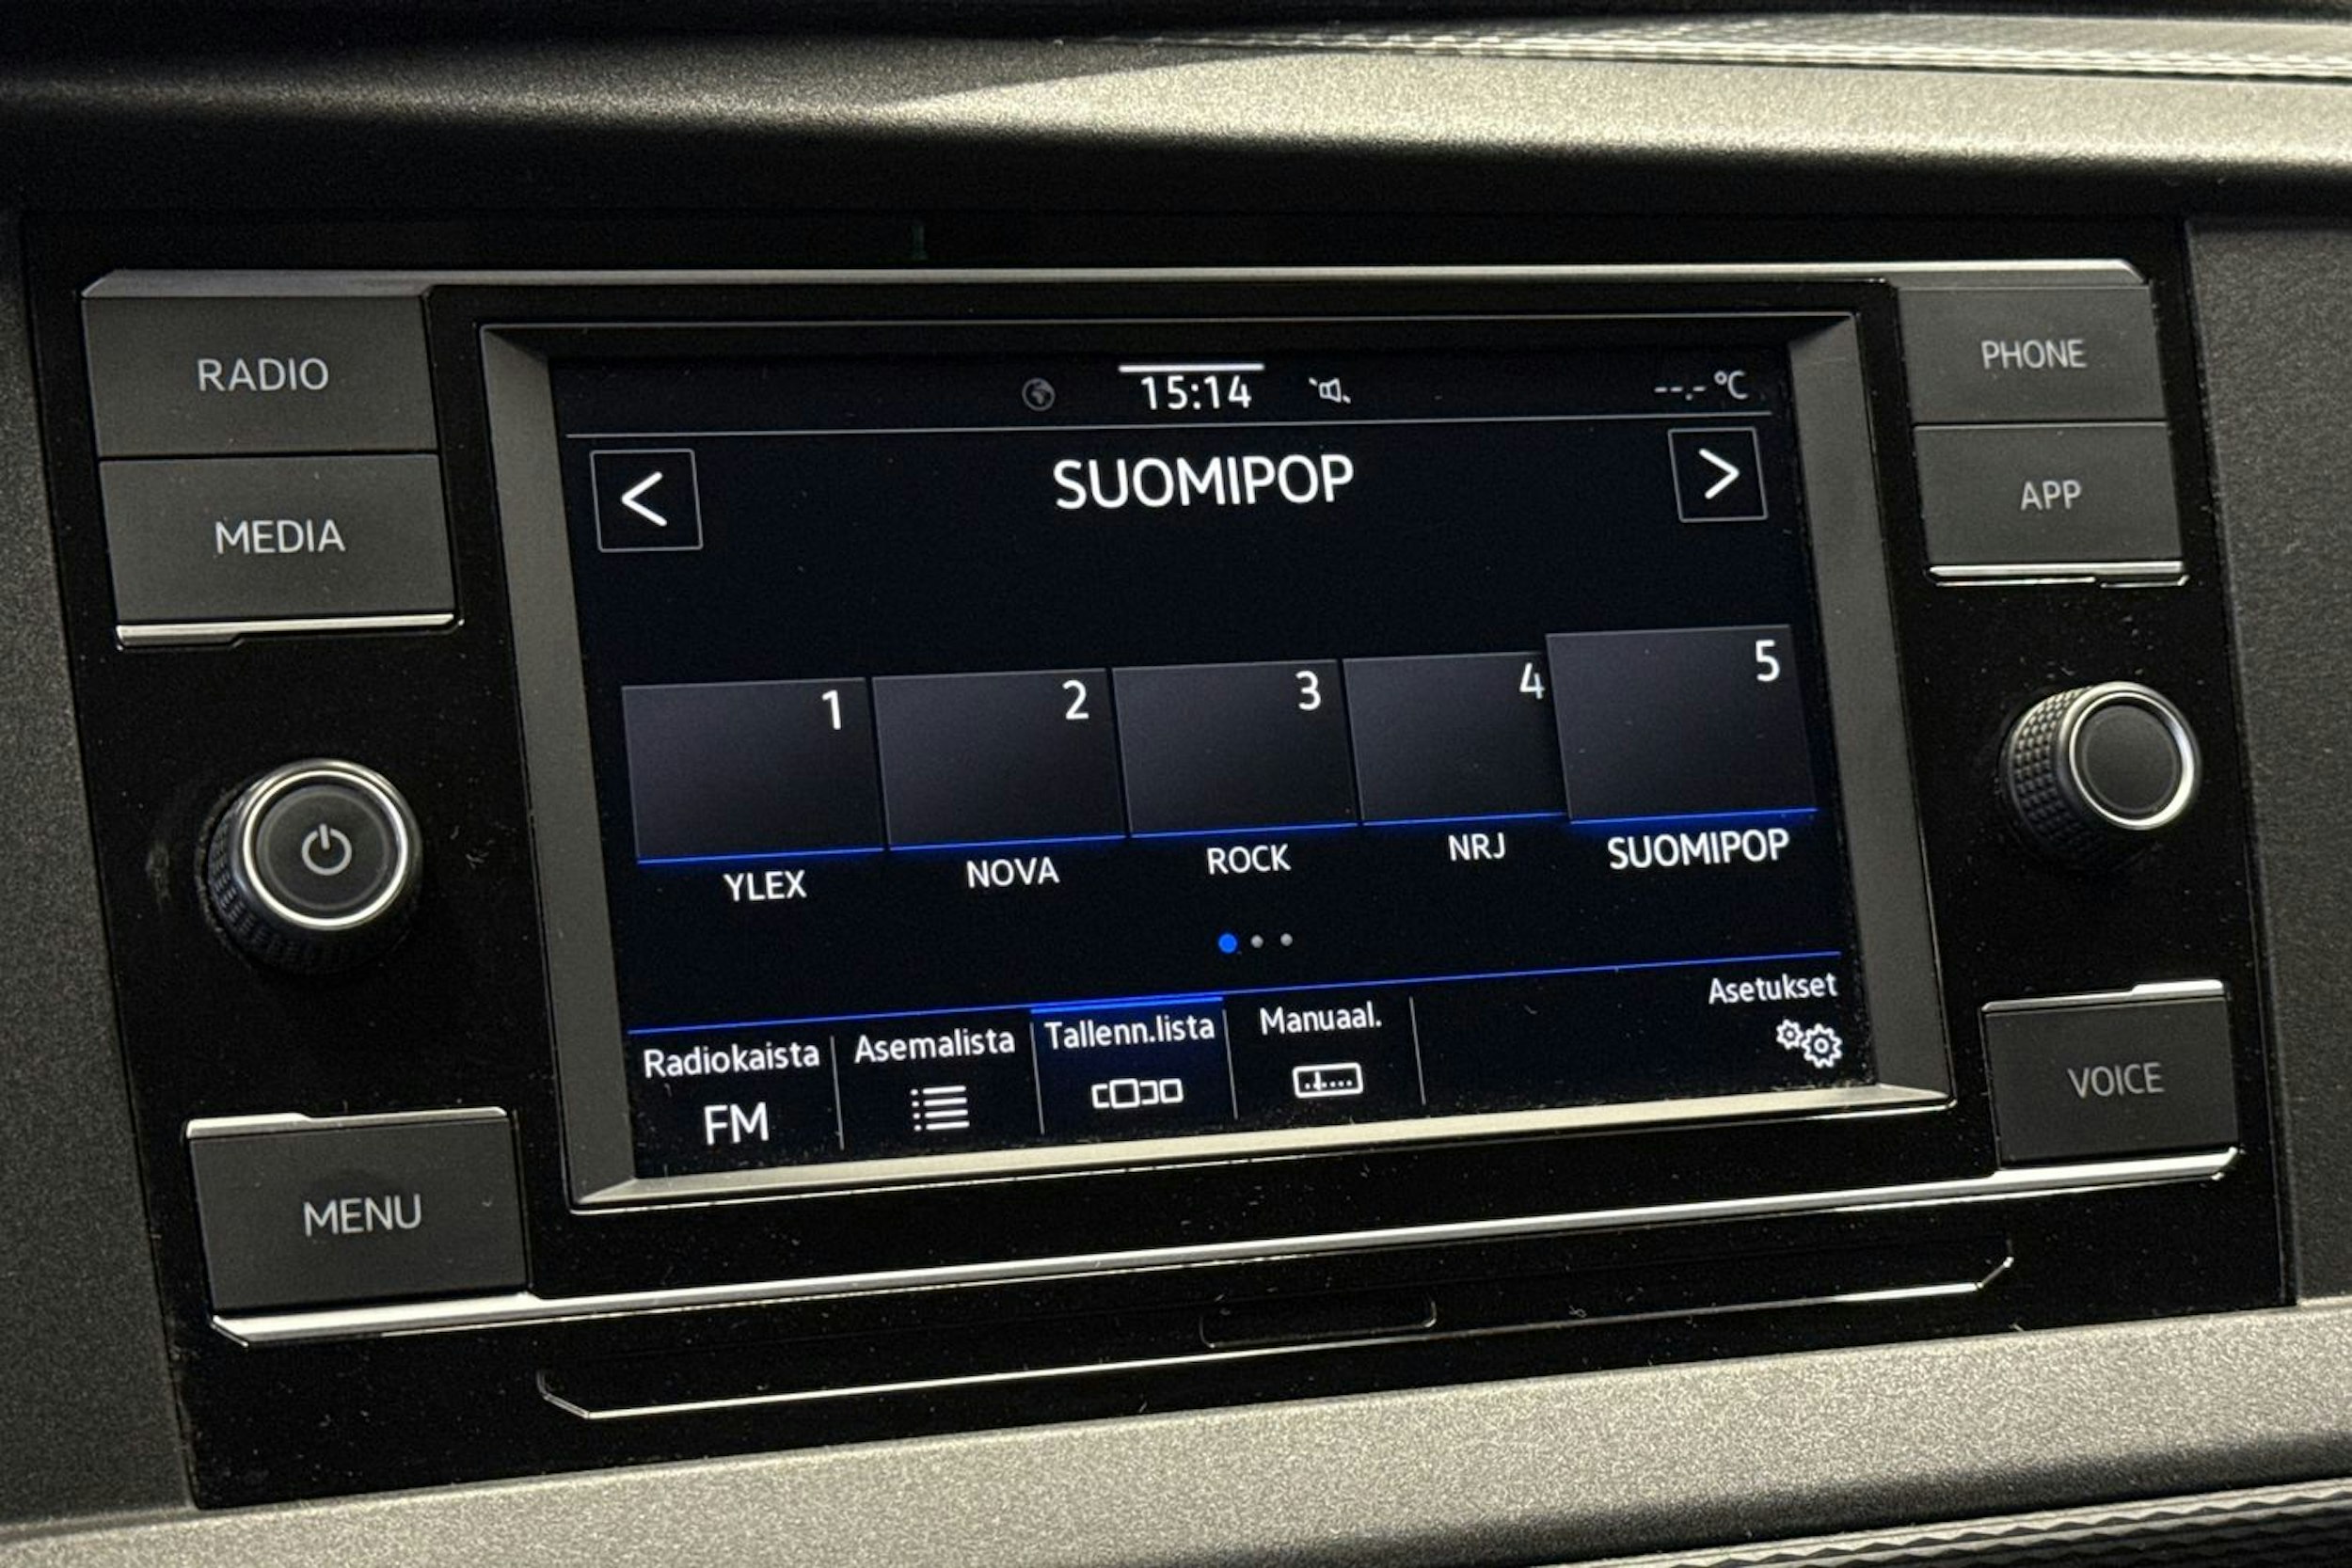 RADIO
MEDIA
MENU
15:14
--.- °C
SUOMIPOP
1
2
3
4
5
YLEX
NOVA
ROCK
NRJ
SUOMIPOP
Radiokaista
FM
Asemalista
Tallenn.lista
Manuaal.
Asetukset
PHONE
APP
VOICE